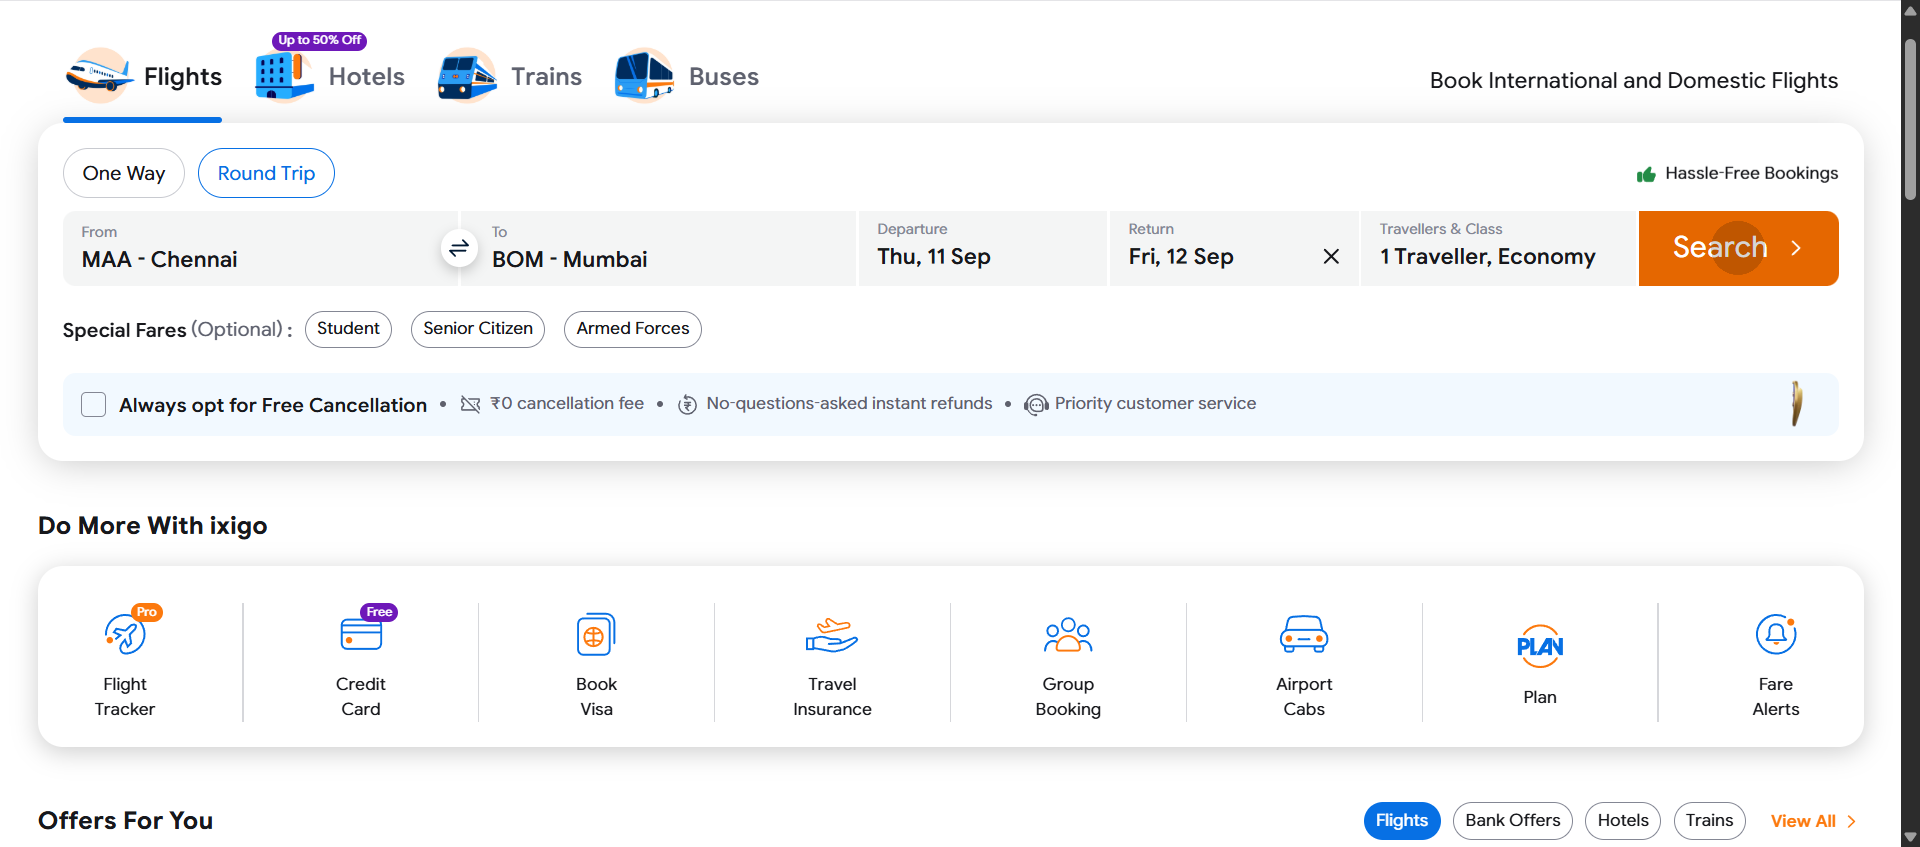 Up to 50% Off
Flights Hotels Trains Buses
Book International and Domestic Flights
One Way Round Trip
Hassle-Free Bookings
From
MAA - Chennai
To
BOM - Mumbai
Departure
Thu, 11 Sep
Return
Fri, 12 Sep
Travellers & Class
1 Traveller, Economy
Search
Special Fares (Optional) : Student Senior Citizen Armed Forces
Always opt for Free Cancellation • ₹0 cancellation fee • No-questions-asked instant refunds • Priority customer service
Do More With ixigo
Pro
Flight
Tracker
Free
Credit
Card
Book
Visa
Travel
Insurance
Group
Booking
Airport
Cabs
PLAN
Plan
Fare
Alerts
Offers For You
Flights Bank Offers Hotels Trains View All